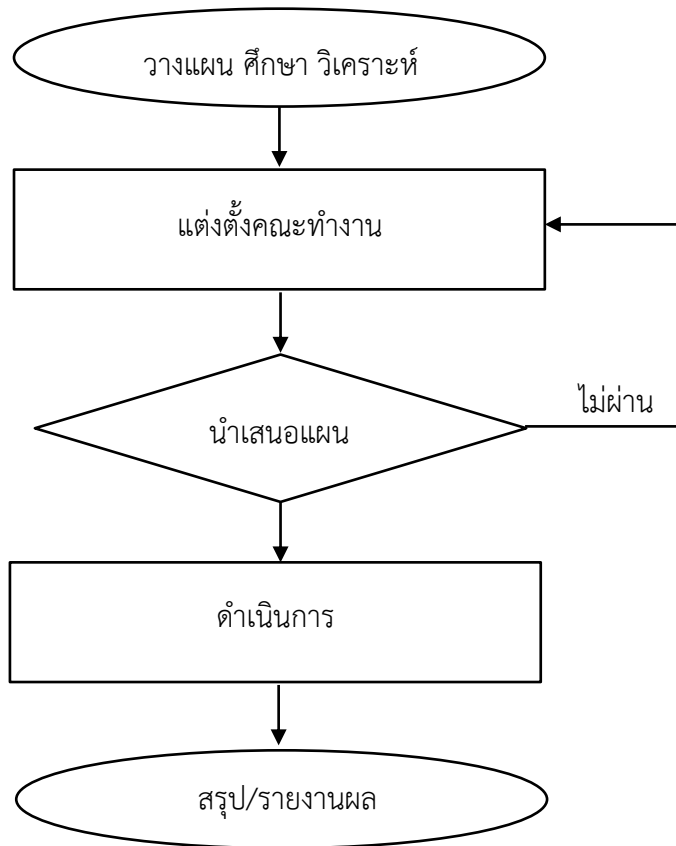 วางแผน ศึกษา วิเคราะห์
แต่งตั้งคณะทำงาน
ไม่ผ่าน
นำเสนอแผน
ดำเนินการ
สรุป/รายงานผล